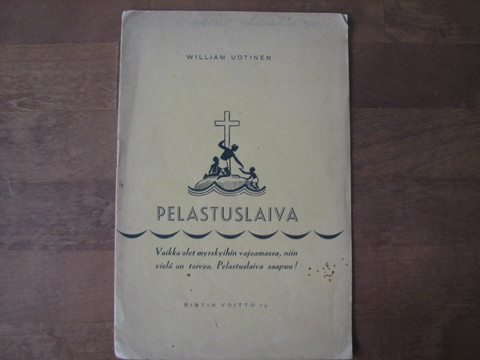 WILLIAM UOTINEN
PELASTUSLAIVA
Vaikka olet myrskyihin vajoamassa, niin
vielä on toivoa. Pelastuslaiva saapuu!
RISTIN VOITTO r.y.